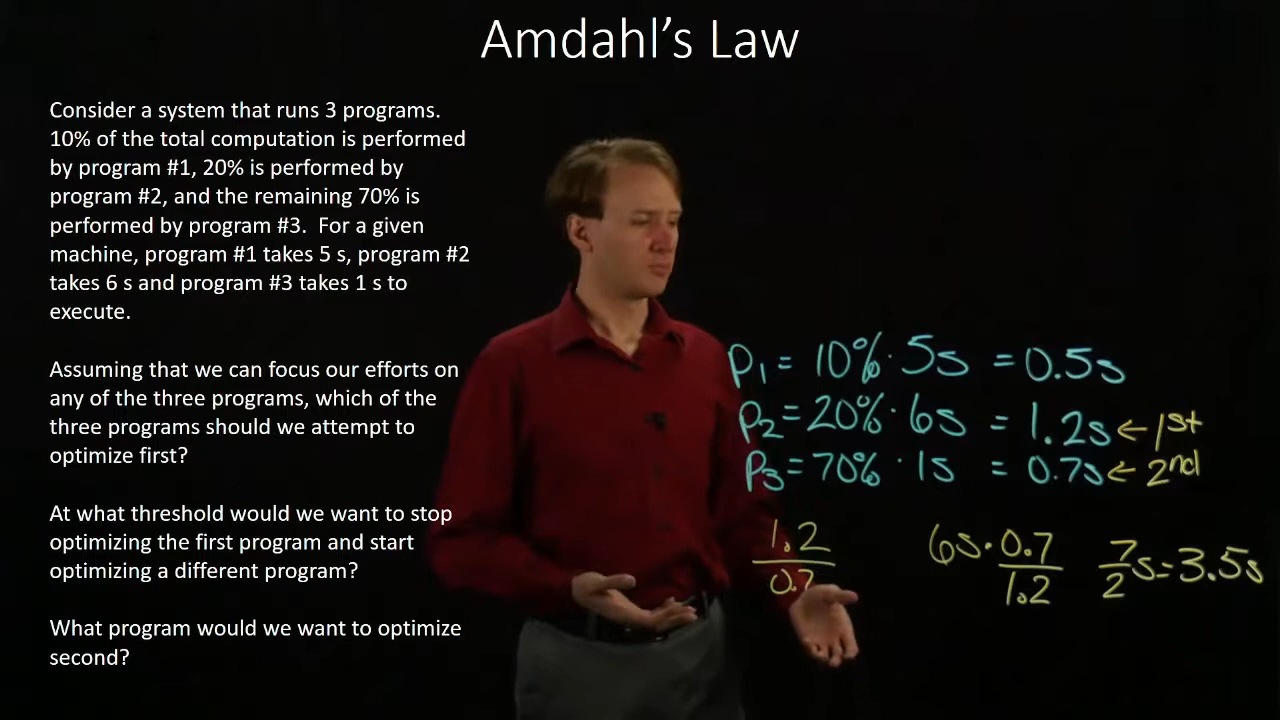 Amdahl's Law
Consider a system that runs 3 programs.
10% of the total computation is performed
by program #1, 20% is performed by
program #2, and the remaining 70% is
performed by program #3. For a given
machine, program #1 takes 5 s, program #2
takes 6 s and program #3 takes 1 s to
execute.
Assuming that we can focus our efforts on
any of the three programs, which of the
three programs should we attempt to
optimize first?
At what threshold would we want to stop
optimizing the first program and start
optimizing a different program?
What program would we want to optimize
second?
P₁ = 10% · 5s = 0.5s
P₂ = 20% · 6s = 1.2s ← 1st
P₃ = 70% · 1s = 0.7s ← 2nd
1.2
0.7
6s · 0.7 7 s = 3.5s
1.2 2